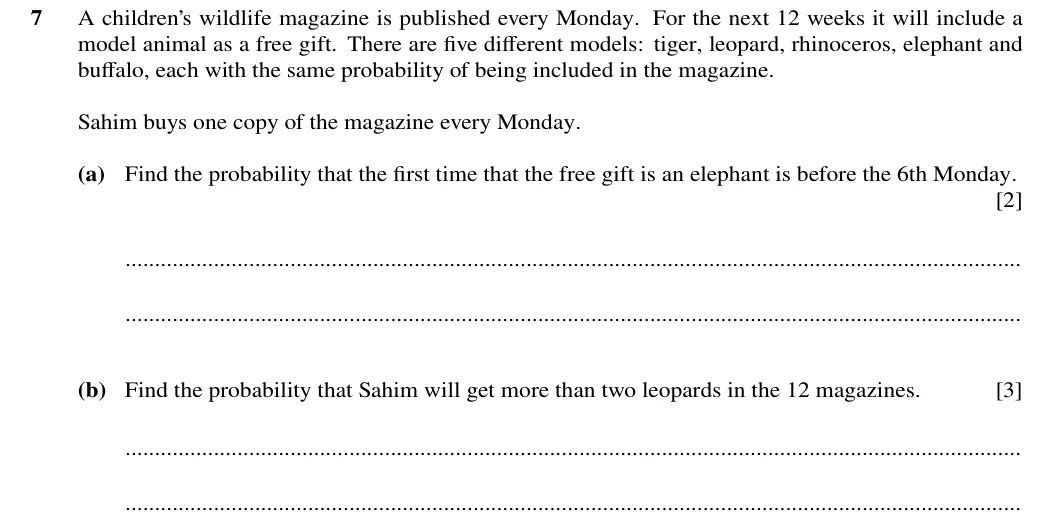 7 A children’s wildlife magazine is published every Monday. For the next 12 weeks it will include a
model animal as a free gift. There are five different models: tiger, leopard, rhinoceros, elephant and
buffalo, each with the same probability of being included in the magazine.
Sahim buys one copy of the magazine every Monday.
(a) Find the probability that the first time that the free gift is an elephant is before the 6th Monday.
[2]
(b) Find the probability that Sahim will get more than two leopards in the 12 magazines. [3]